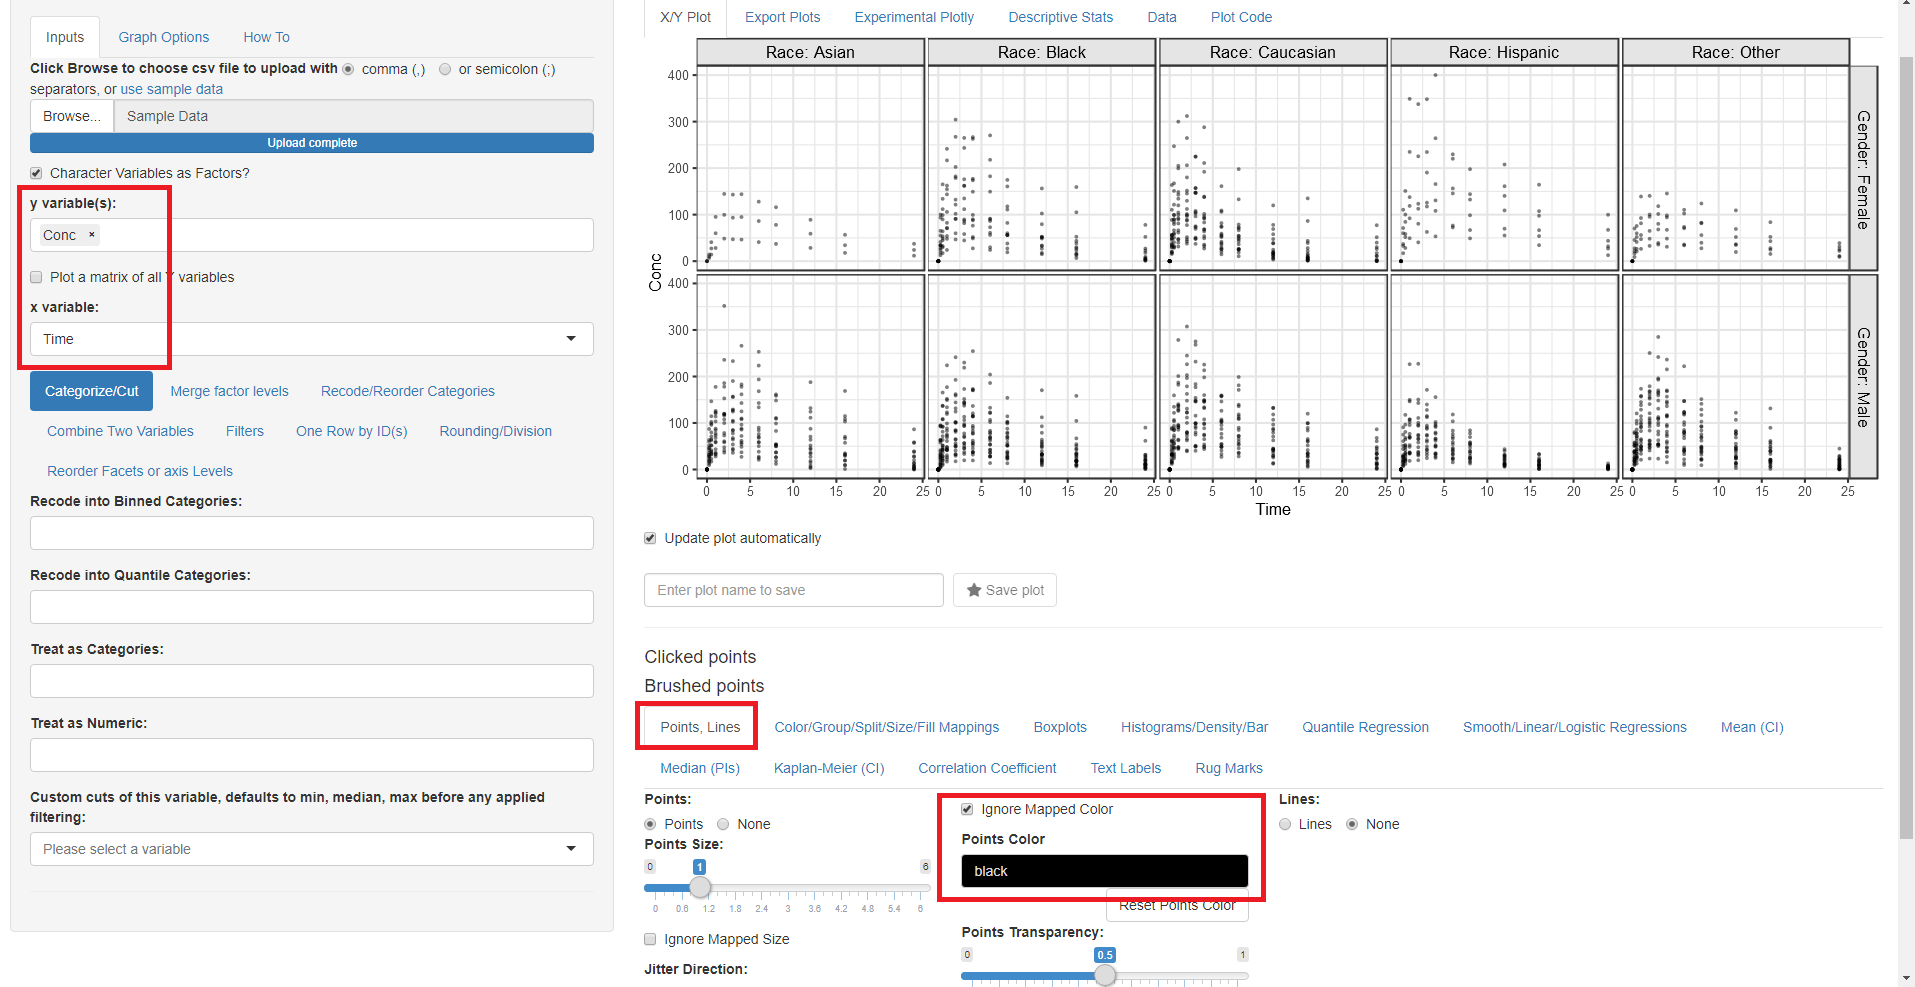 Inputs
Graph Options
How To
Click Browse to choose csv file to upload with comma (,) or semicolon (;)
separators, or use sample data
Browse... Sample Data
Upload complete
Character Variables as Factors?
y variable(s):
Conc ×
Plot a matrix of all Y variables
x variable:
Time
Categorize/Cut Merge factor levels Recode/Reorder Categories
Combine Two Variables Filters One Row by ID(s) Rounding/Division
Reorder Facets or axis Levels
Recode into Binned Categories:
Recode into Quantile Categories:
Treat as Categories:
Treat as Numeric:
Custom cuts of this variable, defaults to min, median, max before any applied
filtering:
Please select a variable
X/Y Plot Export Plots Experimental Plotly Descriptive Stats Data Plot Code
Race: Asian Race: Black Race: Caucasian Race: Hispanic Race: Other
400
300
200
100
0
Gender: Female
Conc
400
300
200
100
0
Gender: Male
0 5 10 15 20 25 0 5 10 15 20 25 0 5 10 15 20 25 0 5 10 15 20 25 0 5 10 15 20 25
Time
Update plot automatically
Enter plot name to save Save plot
Clicked points
Brushed points
Points, Lines Color/Group/Split/Size/Fill Mappings Boxplots Histograms/Density/Bar Quantile Regression Smooth/Linear/Logistic Regressions Mean (CI)
Median (PIs) Kaplan-Meier (CI) Correlation Coefficient Text Labels Rug Marks
Points:
Points None
Points Size:
0 1 6
0 0.6 1.2 1.8 2.4 3 3.6 4.2 4.8 5.4 6
Ignore Mapped Size
Jitter Direction:
Ignore Mapped Color
Points Color
black
Reset Points Color
Points Transparency:
0 0.5 1
Lines:
Lines None